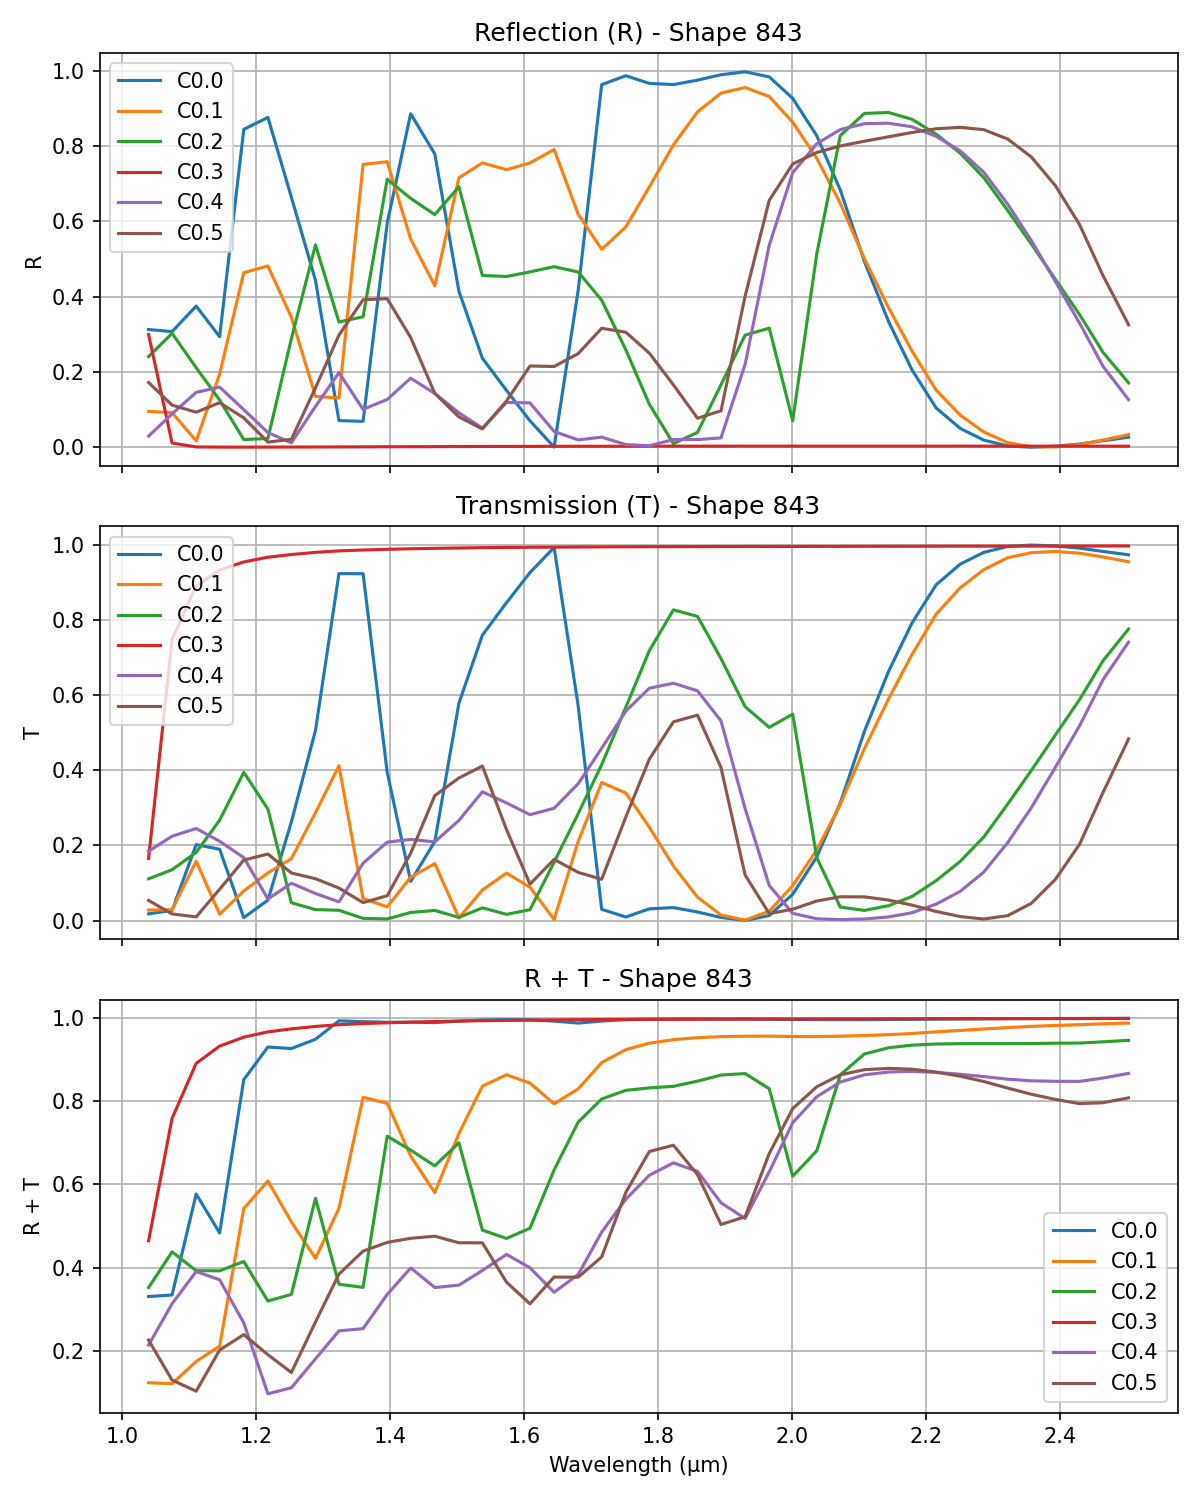 Reflection (R) - Shape 843
1.0
0.8
0.6
0.4
0.2
0.0
R
C0.0
C0.1
C0.2
C0.3
C0.4
C0.5
Transmission (T) - Shape 843
1.0
0.8
0.6
0.4
0.2
0.0
T
C0.0
C0.1
C0.2
C0.3
C0.4
C0.5
R + T - Shape 843
1.0
0.8
0.6
0.4
0.2
R + T
C0.0
C0.1
C0.2
C0.3
C0.4
C0.5
1.0 1.2 1.4 1.6 1.8 2.0 2.2 2.4
Wavelength (μm)